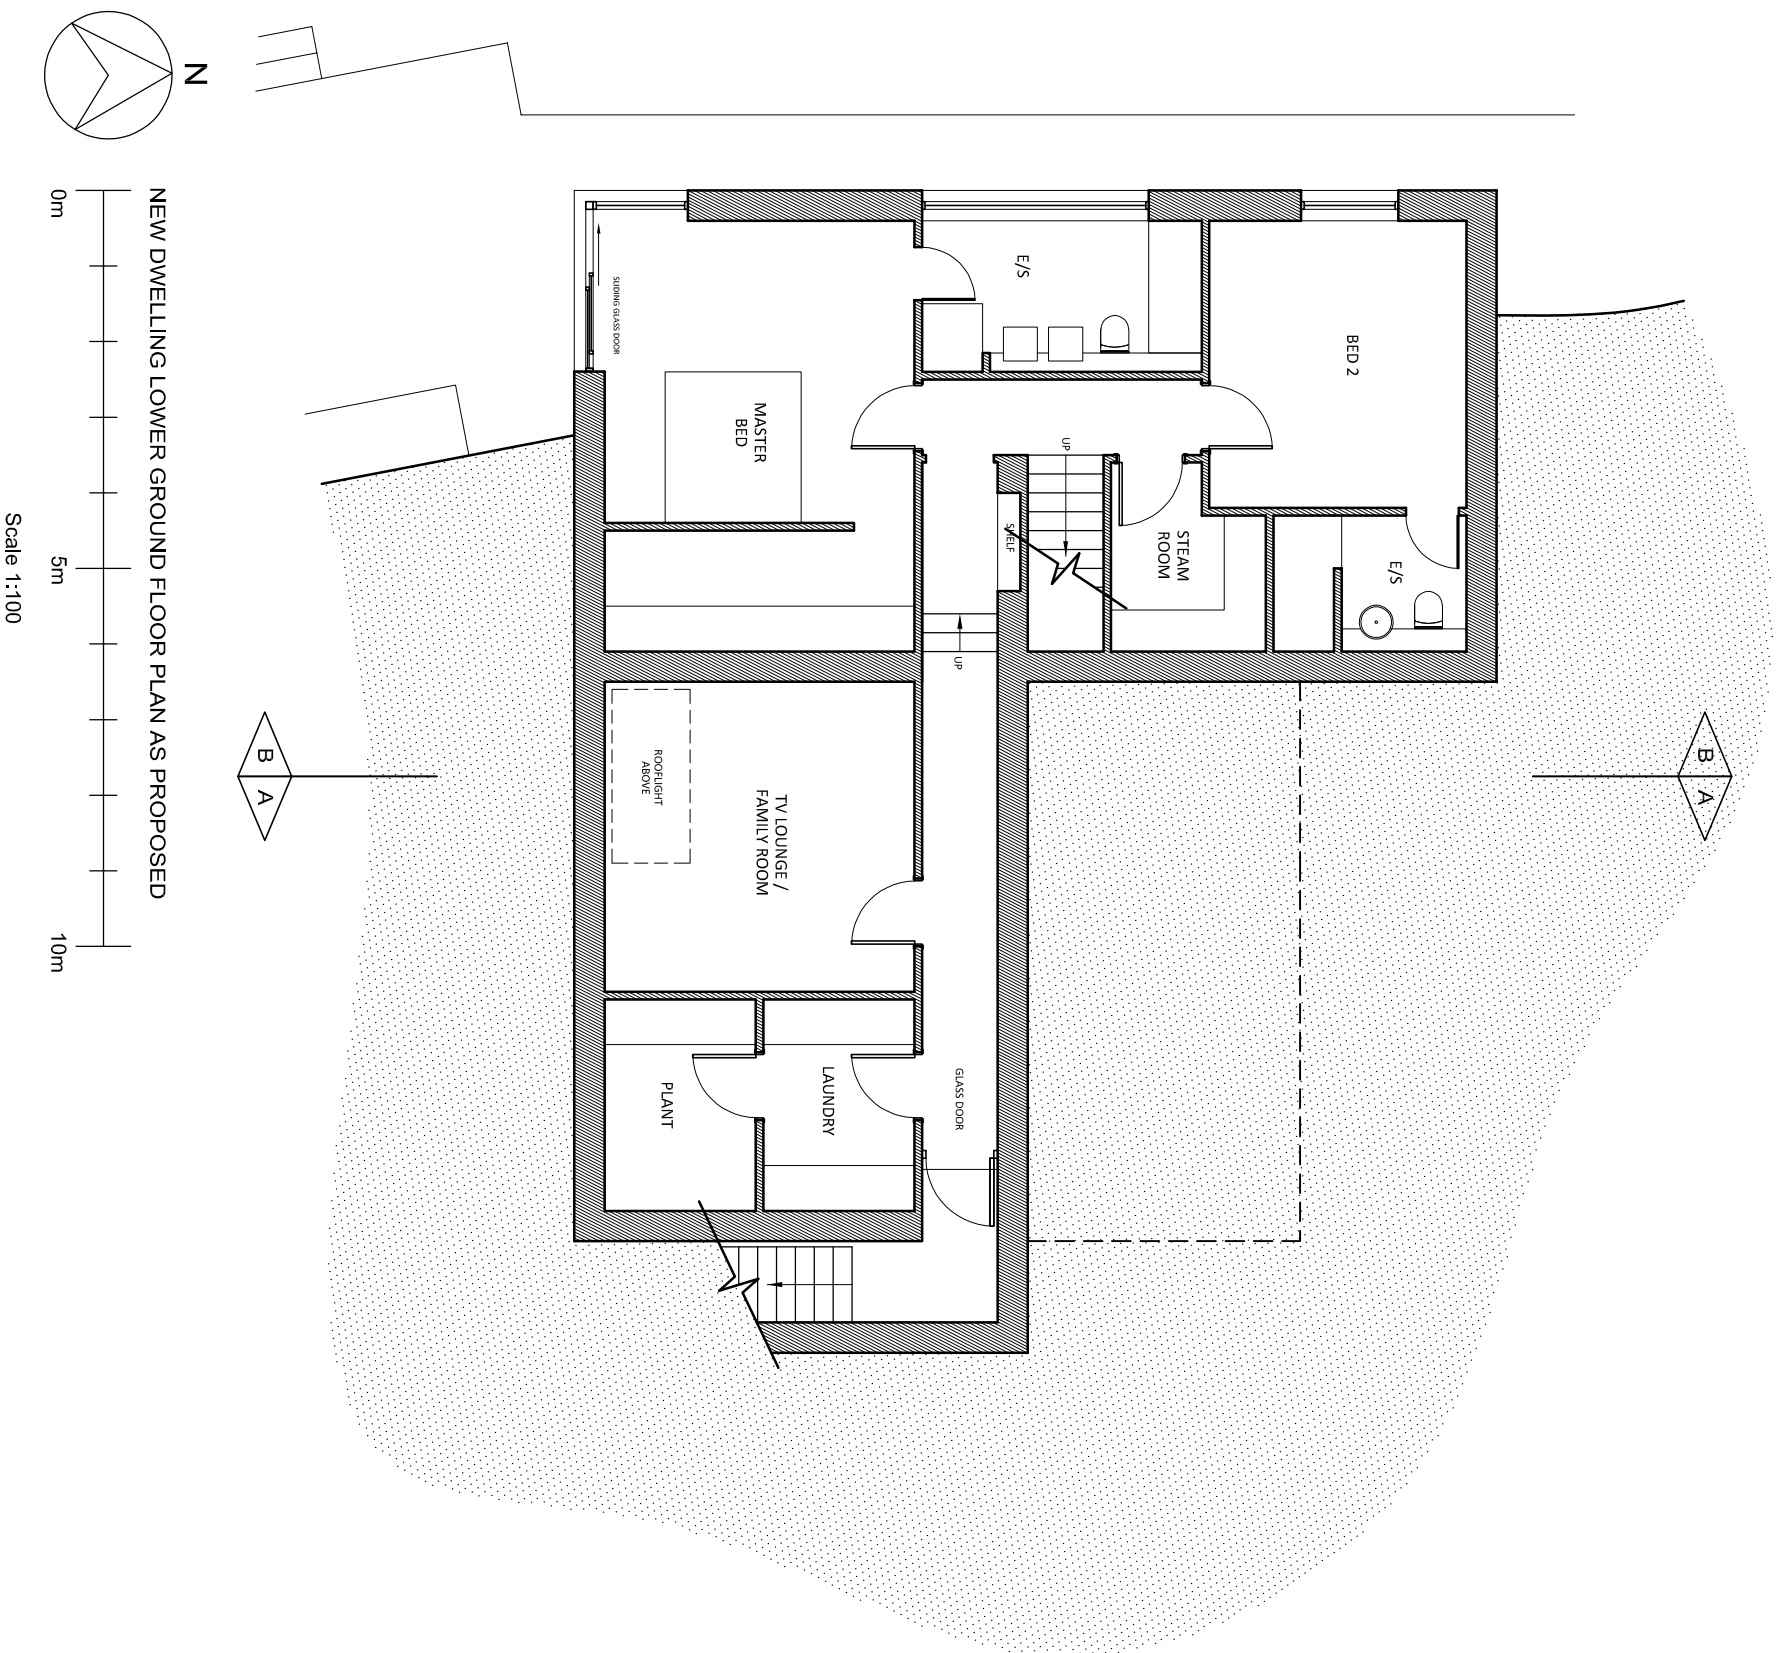 N
NEW DWELLING LOWER GROUND FLOOR PLAN AS PROPOSED
0m
5m
10m
Scale 1:100
E/S
BED 2
SLIDING GLASS DOOR
MASTER
BED
UP
SHELF
STEAM
ROOM
E/S
UP
ROOFLIGHT
ABOVE
TV LOUNGE /
FAMILY ROOM
PLANT
LAUNDRY
GLASS DOOR
B
A
B
A